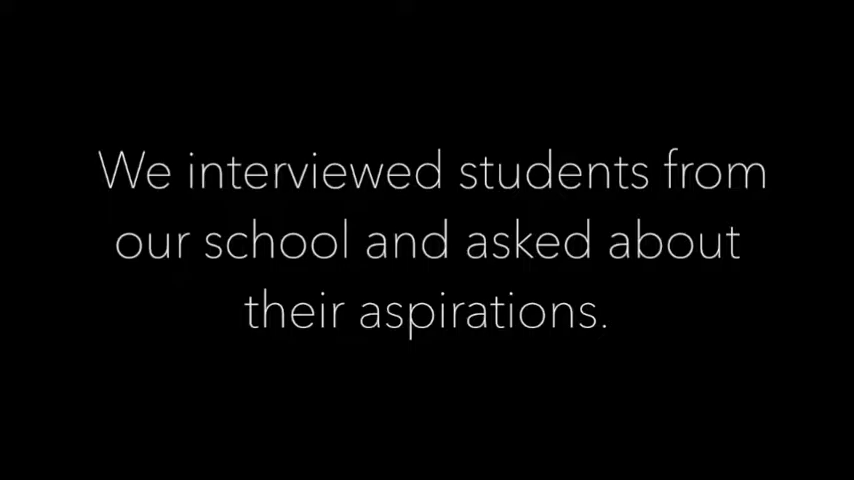 We interviewed students from
our school and asked about
their aspirations.